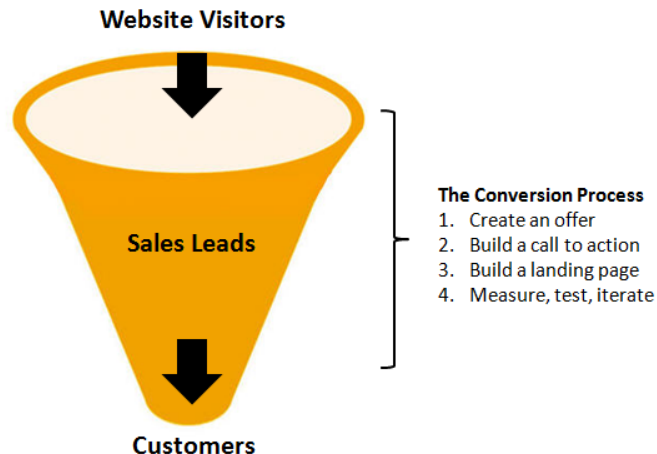 Website Visitors
Sales Leads
The Conversion Process
1. Create an offer
2. Build a call to action
3. Build a landing page
4. Measure, test, iterate
Customers